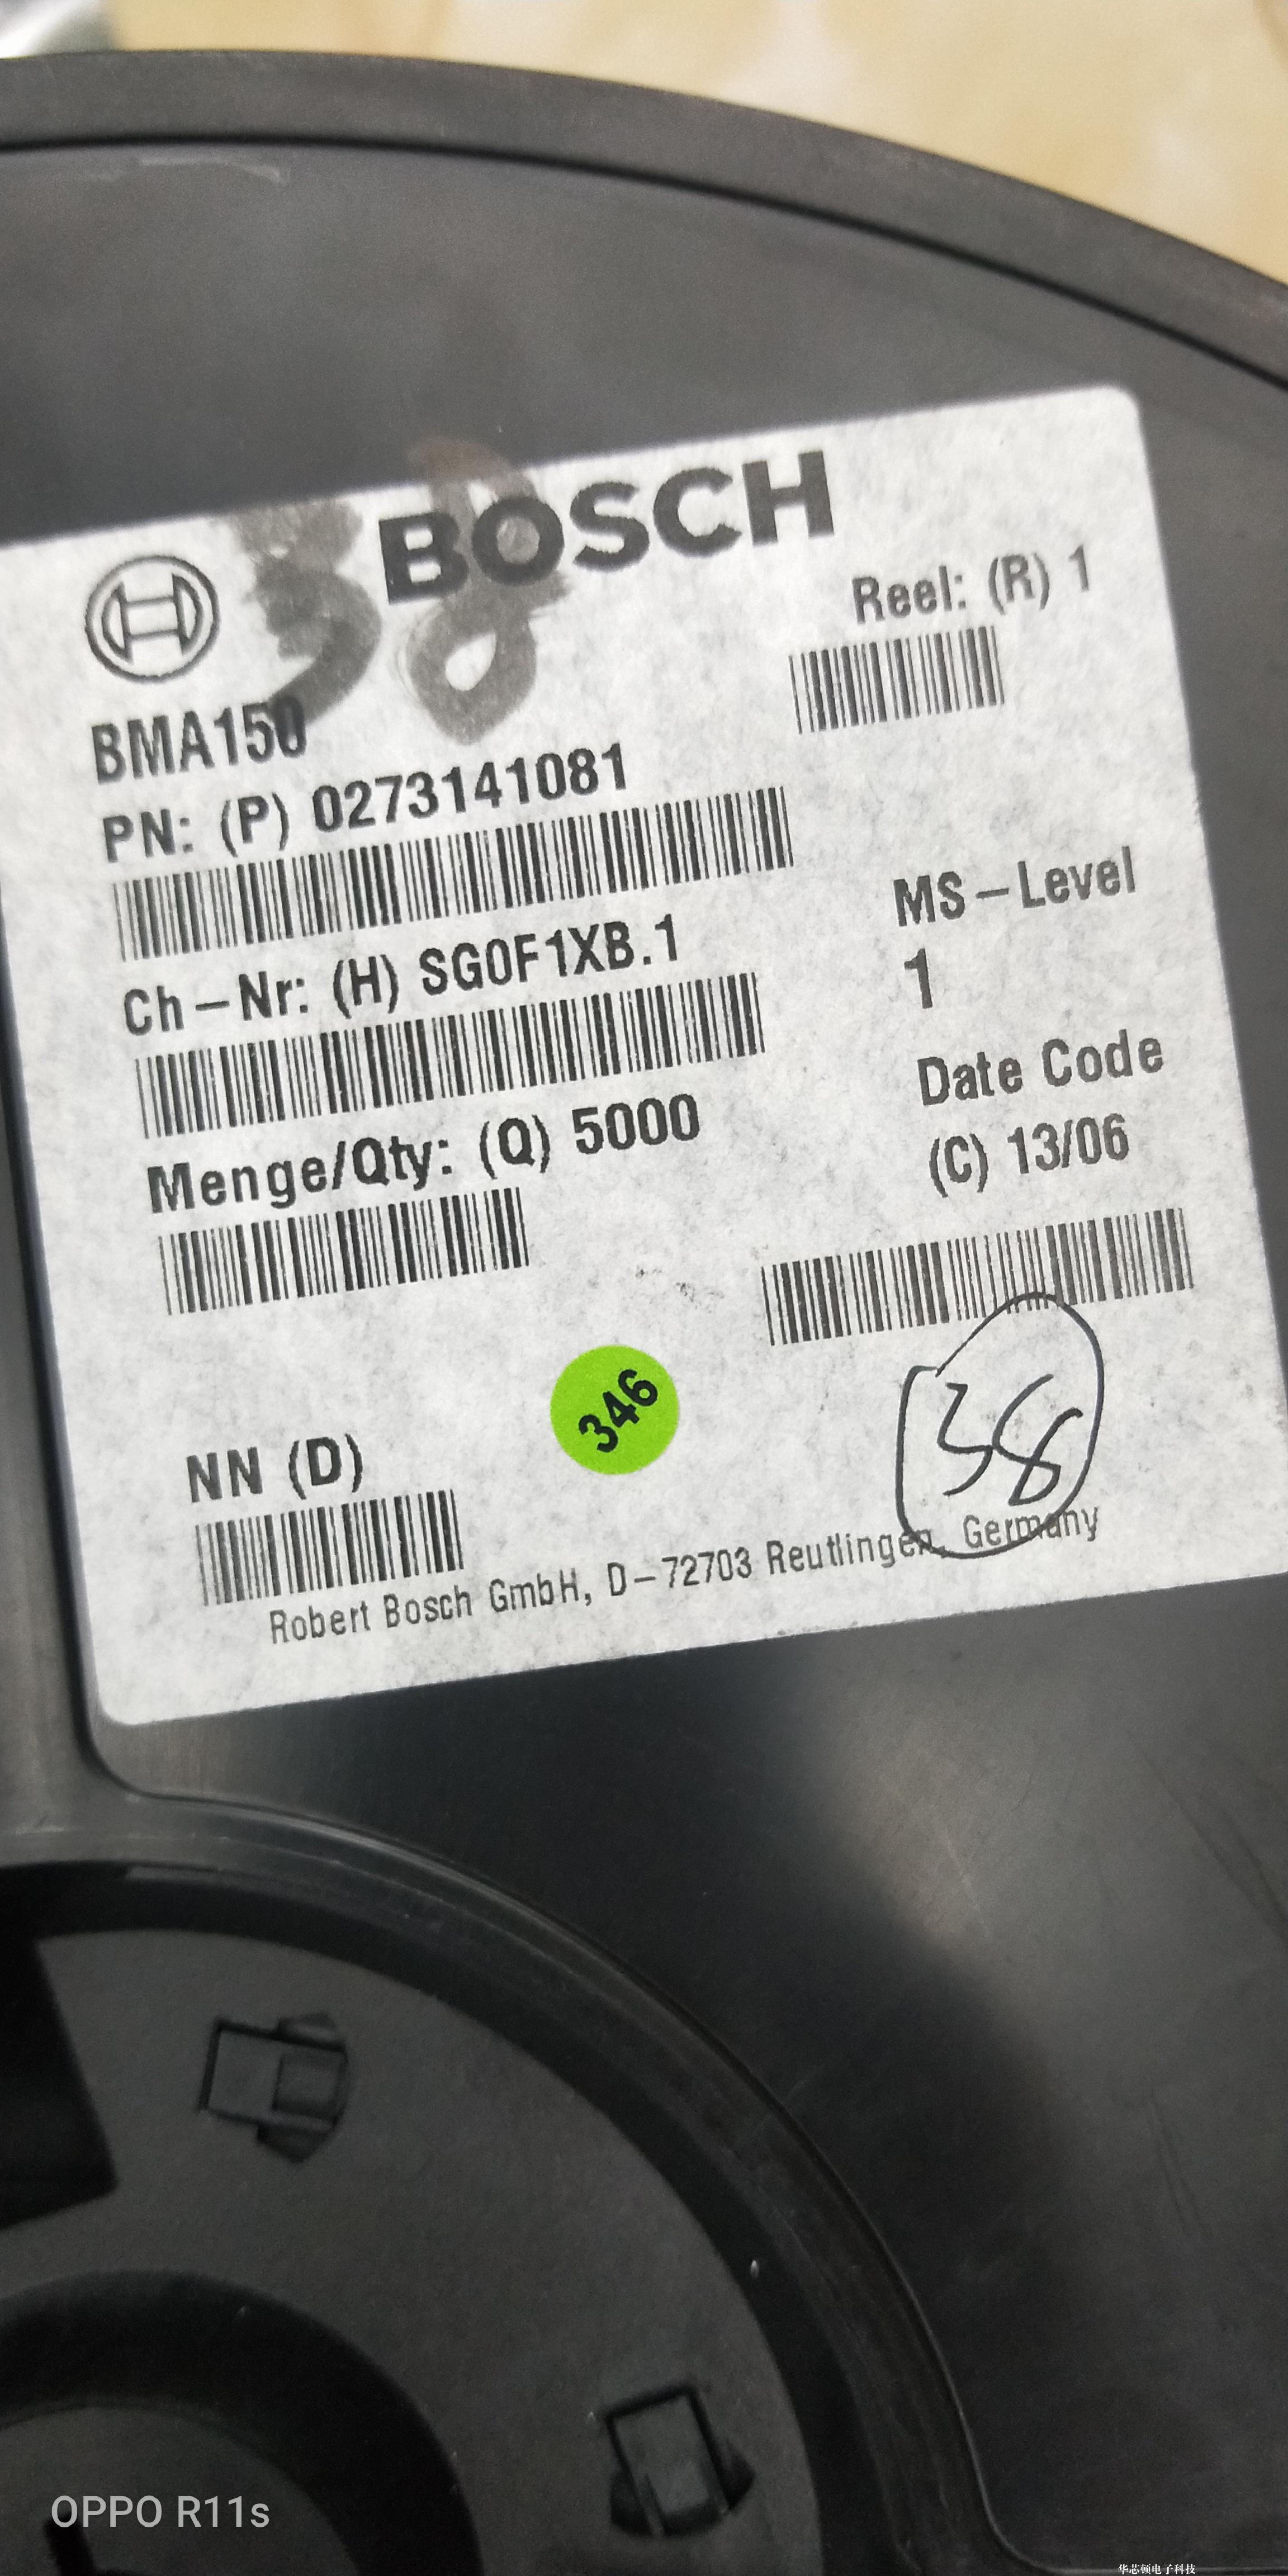 BOSCH
38
Reel: (R) 1
BMA150
PN: (P) 0273141081
MS-Level
1
Ch-Nr: (H) SG0F1XB.1
Date Code
(C) 13/06
Menge/Qty: (Q) 5000
346
38
NN (D)
Robert Bosch GmbH, D-72703 Reutlingen, Germany
OPPO R11s
华芯顿电子科技